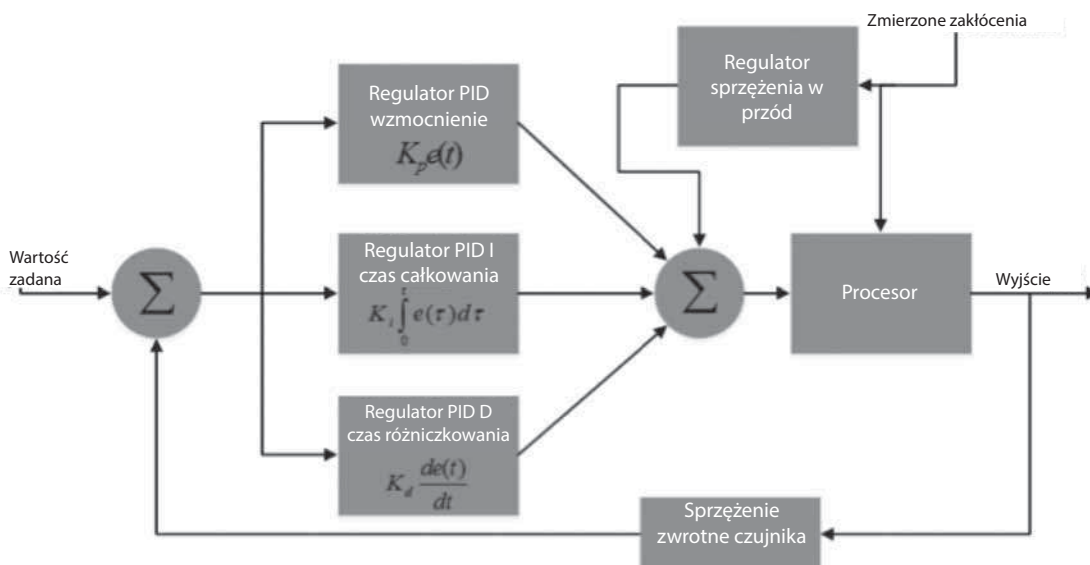 Zmierzone zakłócenia
Regulator
sprzężenia w
przód
Regulator PID
wzmocnienie
K_p e(t)
Wartość
zadana
Σ
Regulator PID I
czas całkowania
K_i ∫_0^t e(τ)dτ
Σ
Procesor
Wyjście
Regulator PID D
czas różniczkowania
K_d de(t)/dt
Sprzężenie
zwrotne czujnika